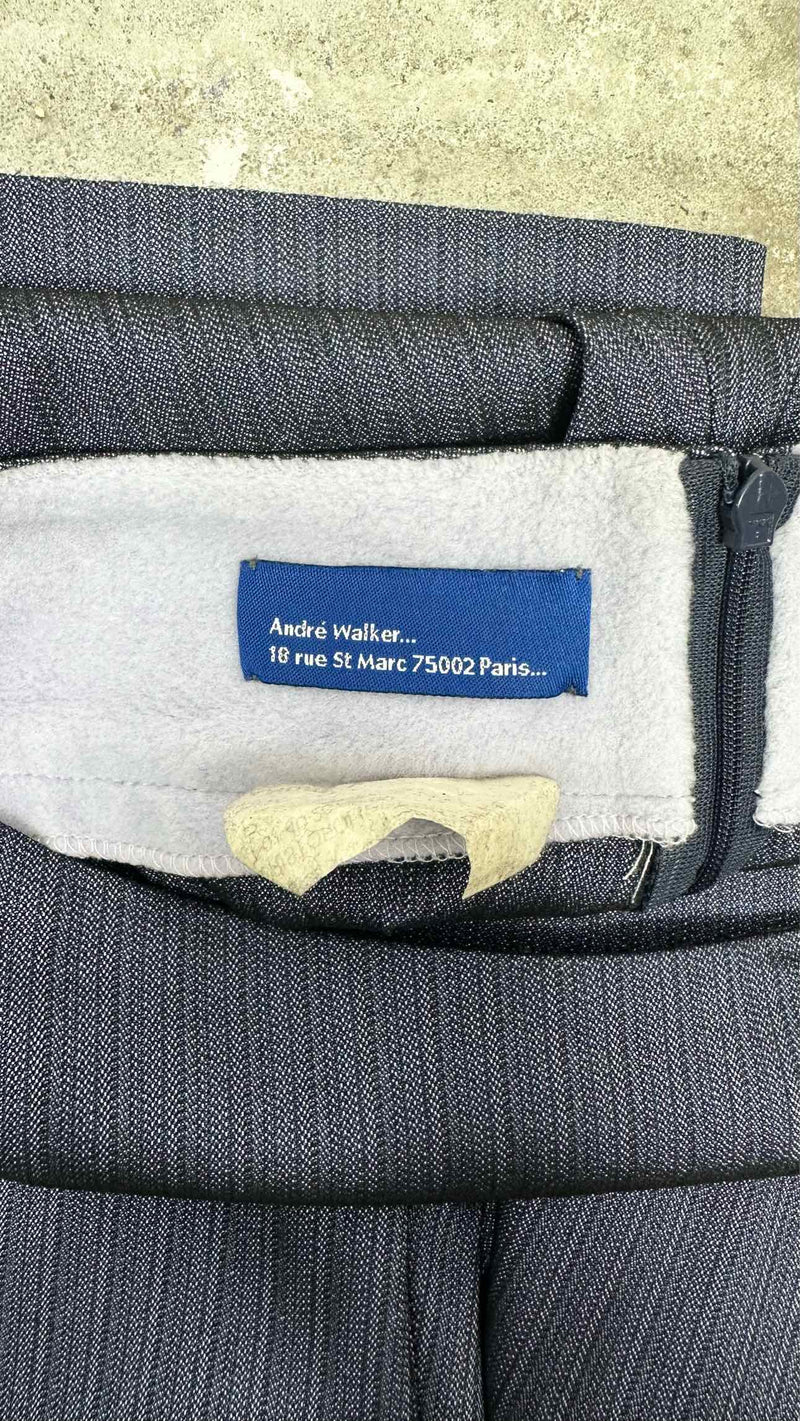 André Walker...
18 rue St Marc 75002 Paris...